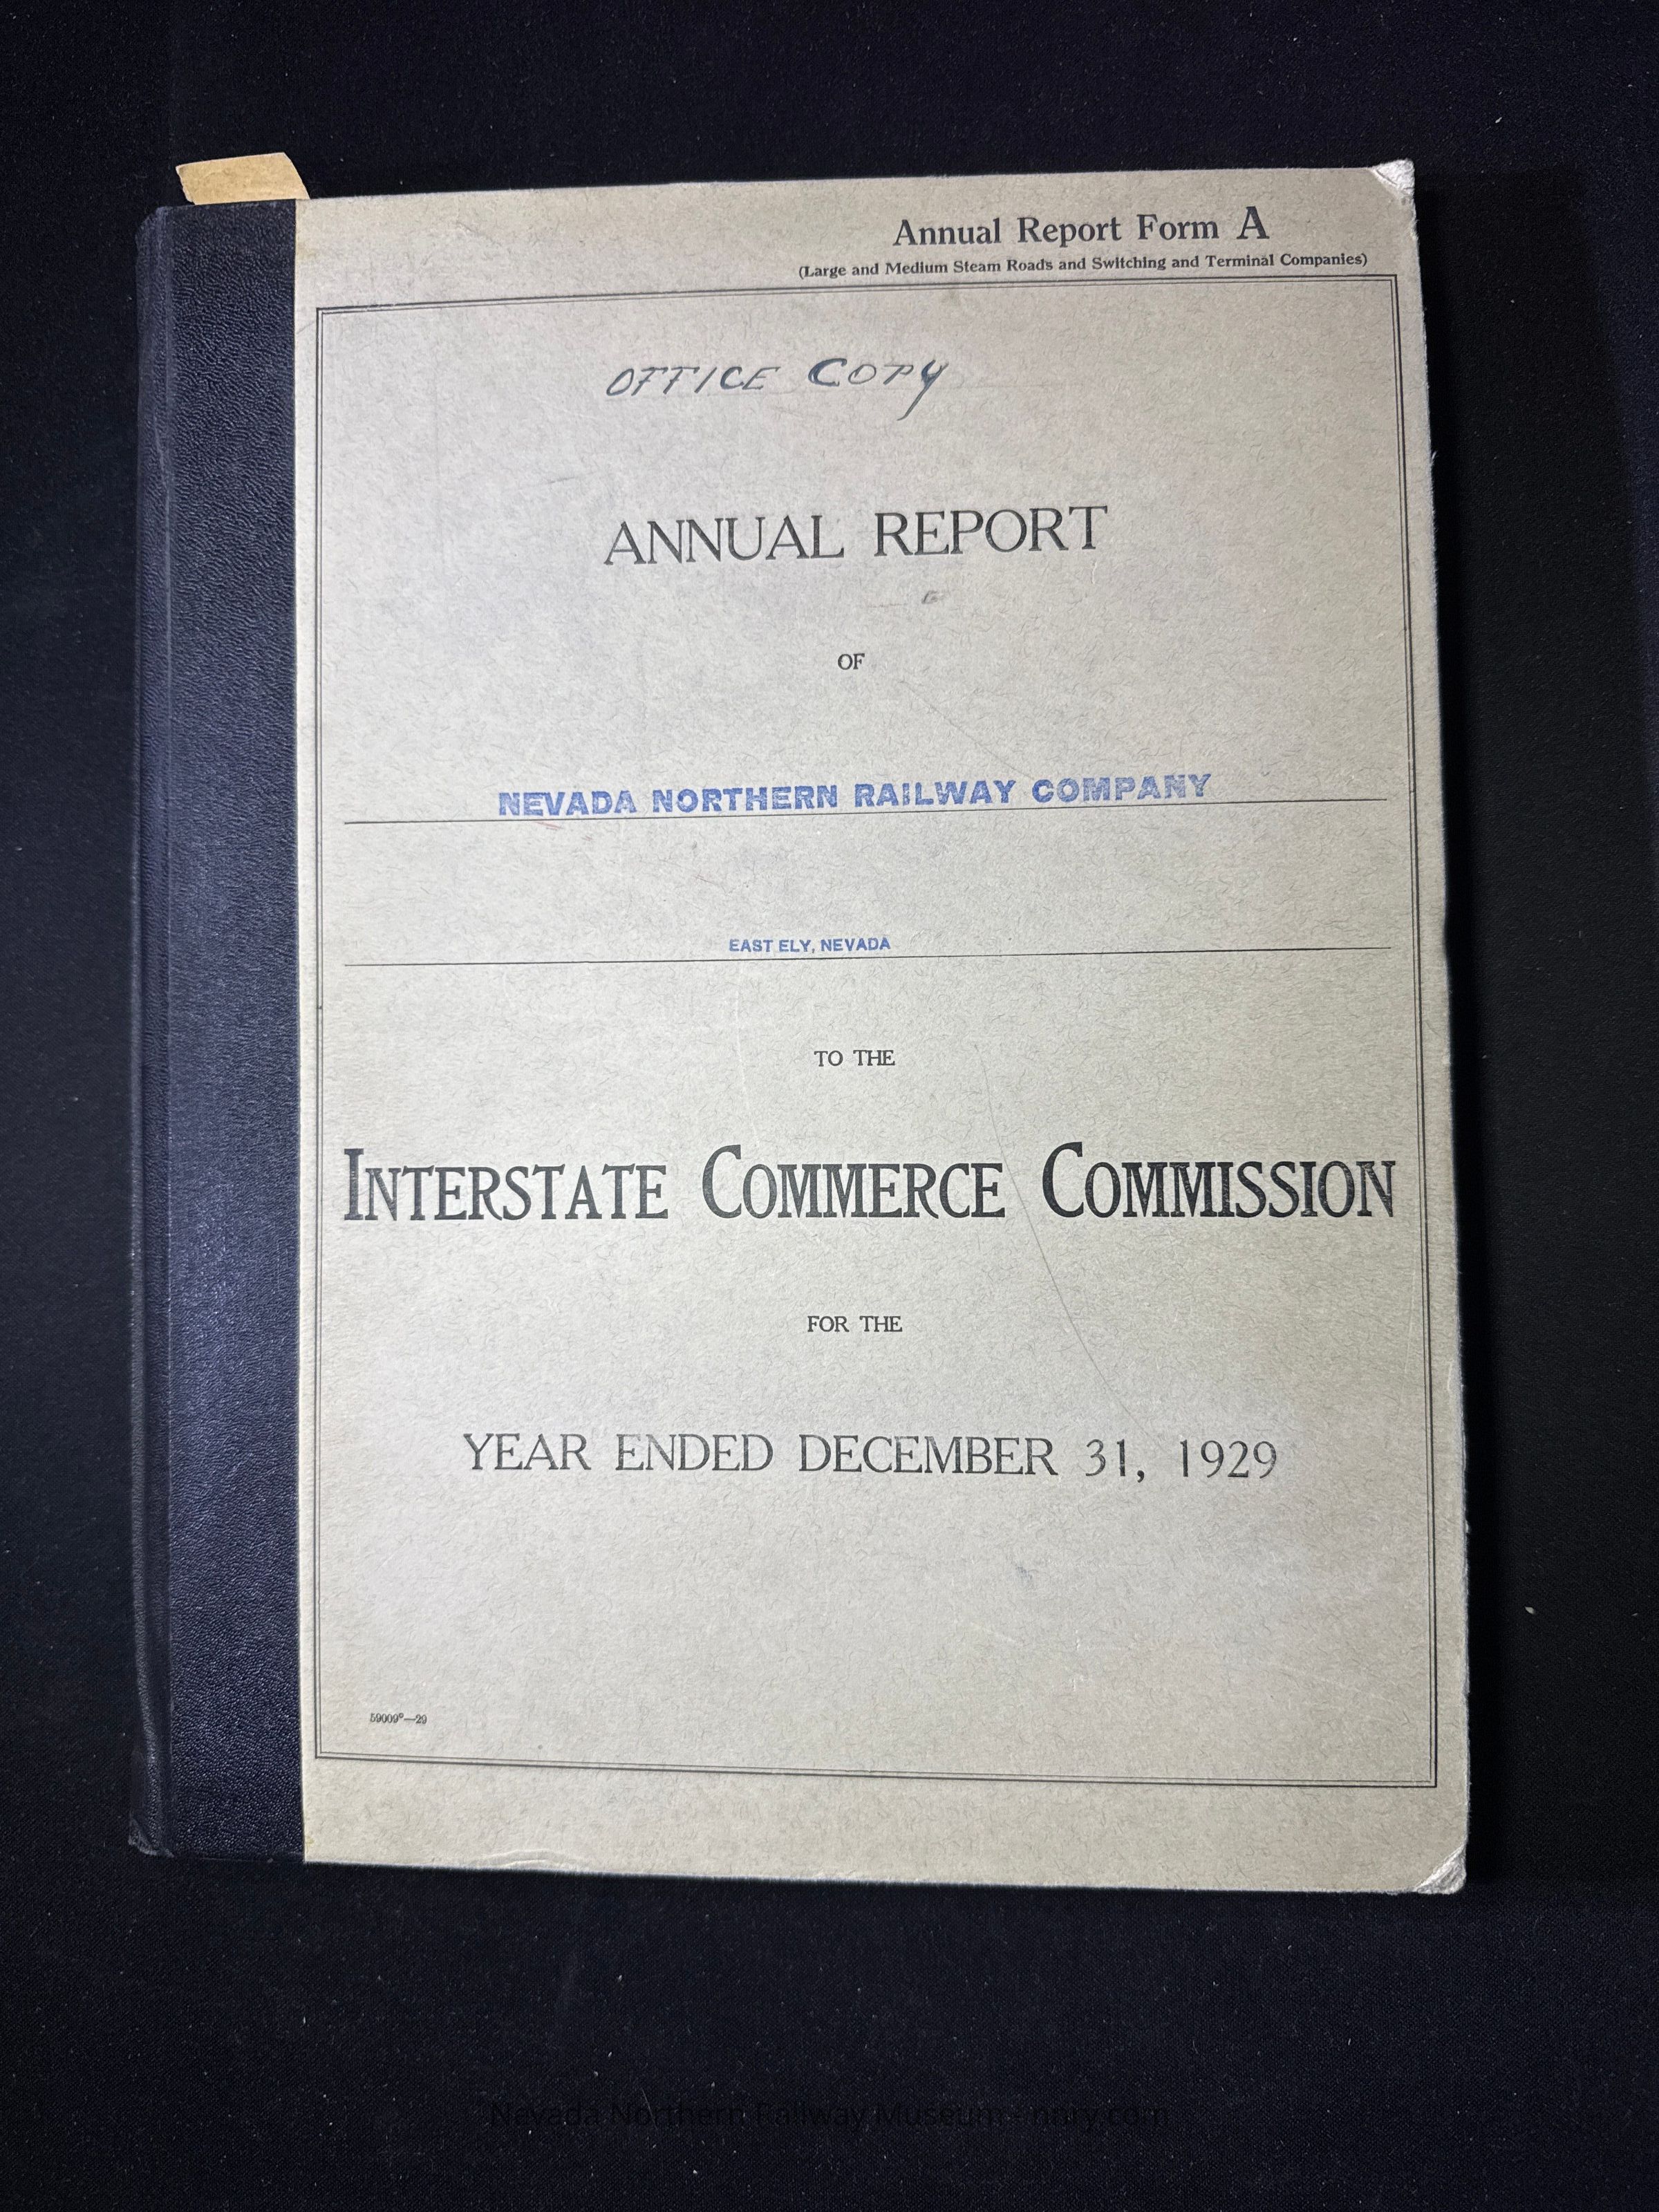 Annual Report Form A
(Large and Medium Steam Roads and Switching and Terminal Companies)
OFFICE COPY
ANNUAL REPORT
OF
NEVADA NORTHERN RAILWAY COMPANY
EAST ELY, NEVADA
TO THE
INTERSTATE COMMERCE COMMISSION
FOR THE
YEAR ENDED DECEMBER 31, 1929
59009°—29
Nevada Northern Railway Museum - nnry.com